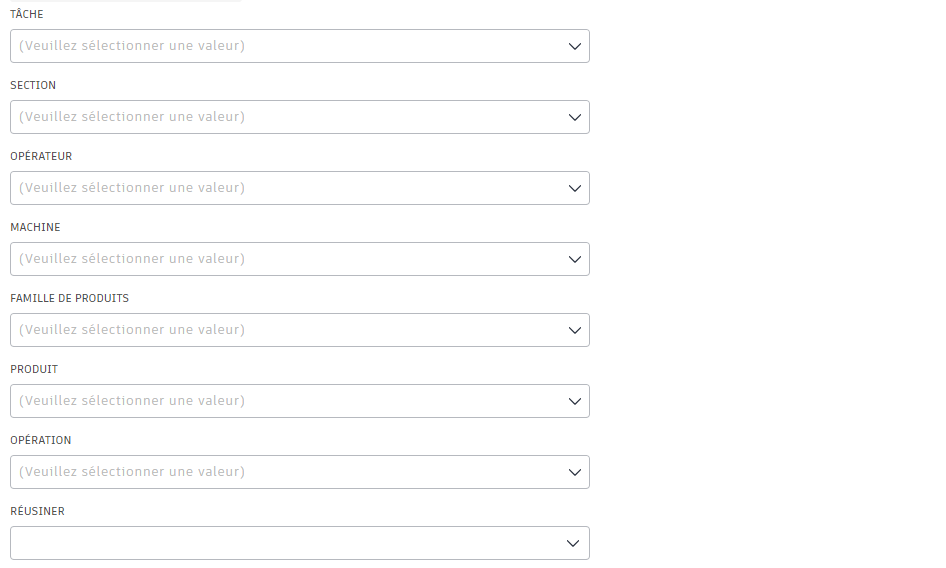 TÂCHE
(Veuillez sélectionner une valeur)
SECTION
(Veuillez sélectionner une valeur)
OPÉRATEUR
(Veuillez sélectionner une valeur)
MACHINE
(Veuillez sélectionner une valeur)
FAMILLE DE PRODUITS
(Veuillez sélectionner une valeur)
PRODUIT
(Veuillez sélectionner une valeur)
OPÉRATION
(Veuillez sélectionner une valeur)
RÉUSINER